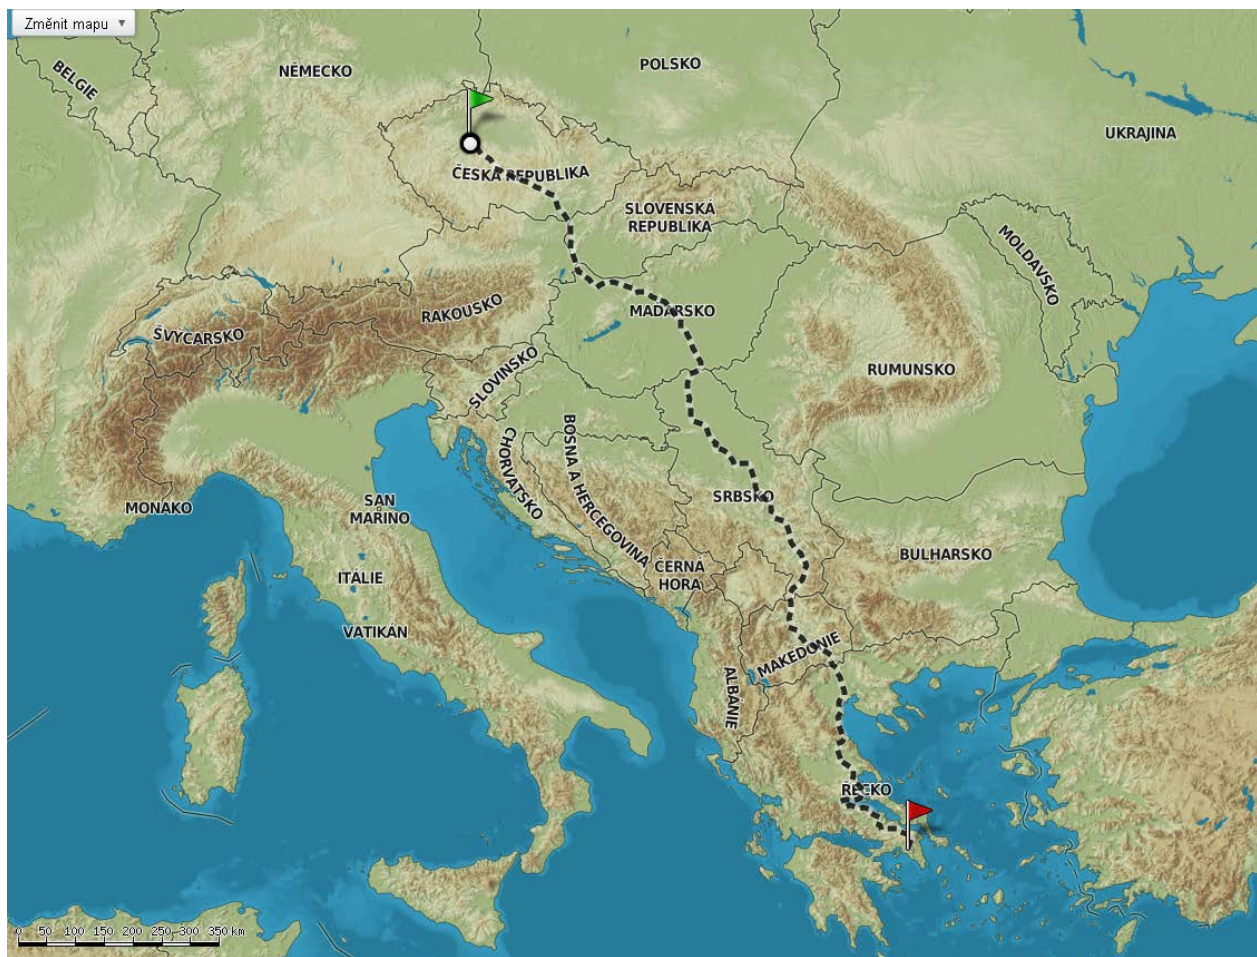 Změnit mapu
BELGIE
NĚMECKO
POLSKO
UKRAJINA
ČESKÁ REPUBLIKA
SLOVENSKÁ
REPUBLIKA
MOLDAVSKO
RAKOUSKO
MAĎARSKO
ŠVÝCARSKO
SLOVINSKO
RUMUNSKO
CHORVATSKO
BOSNA A HERCEGOVINA
SRBSKO
MONAKO
SAN
MARINO
BULHARSKO
ČERNÁ
HORA
ITÁLIE
VATIKÁN
MAKEDONIE
ALBÁNIE
ŘECKO
0 50 100 150 200 250 300 350 km